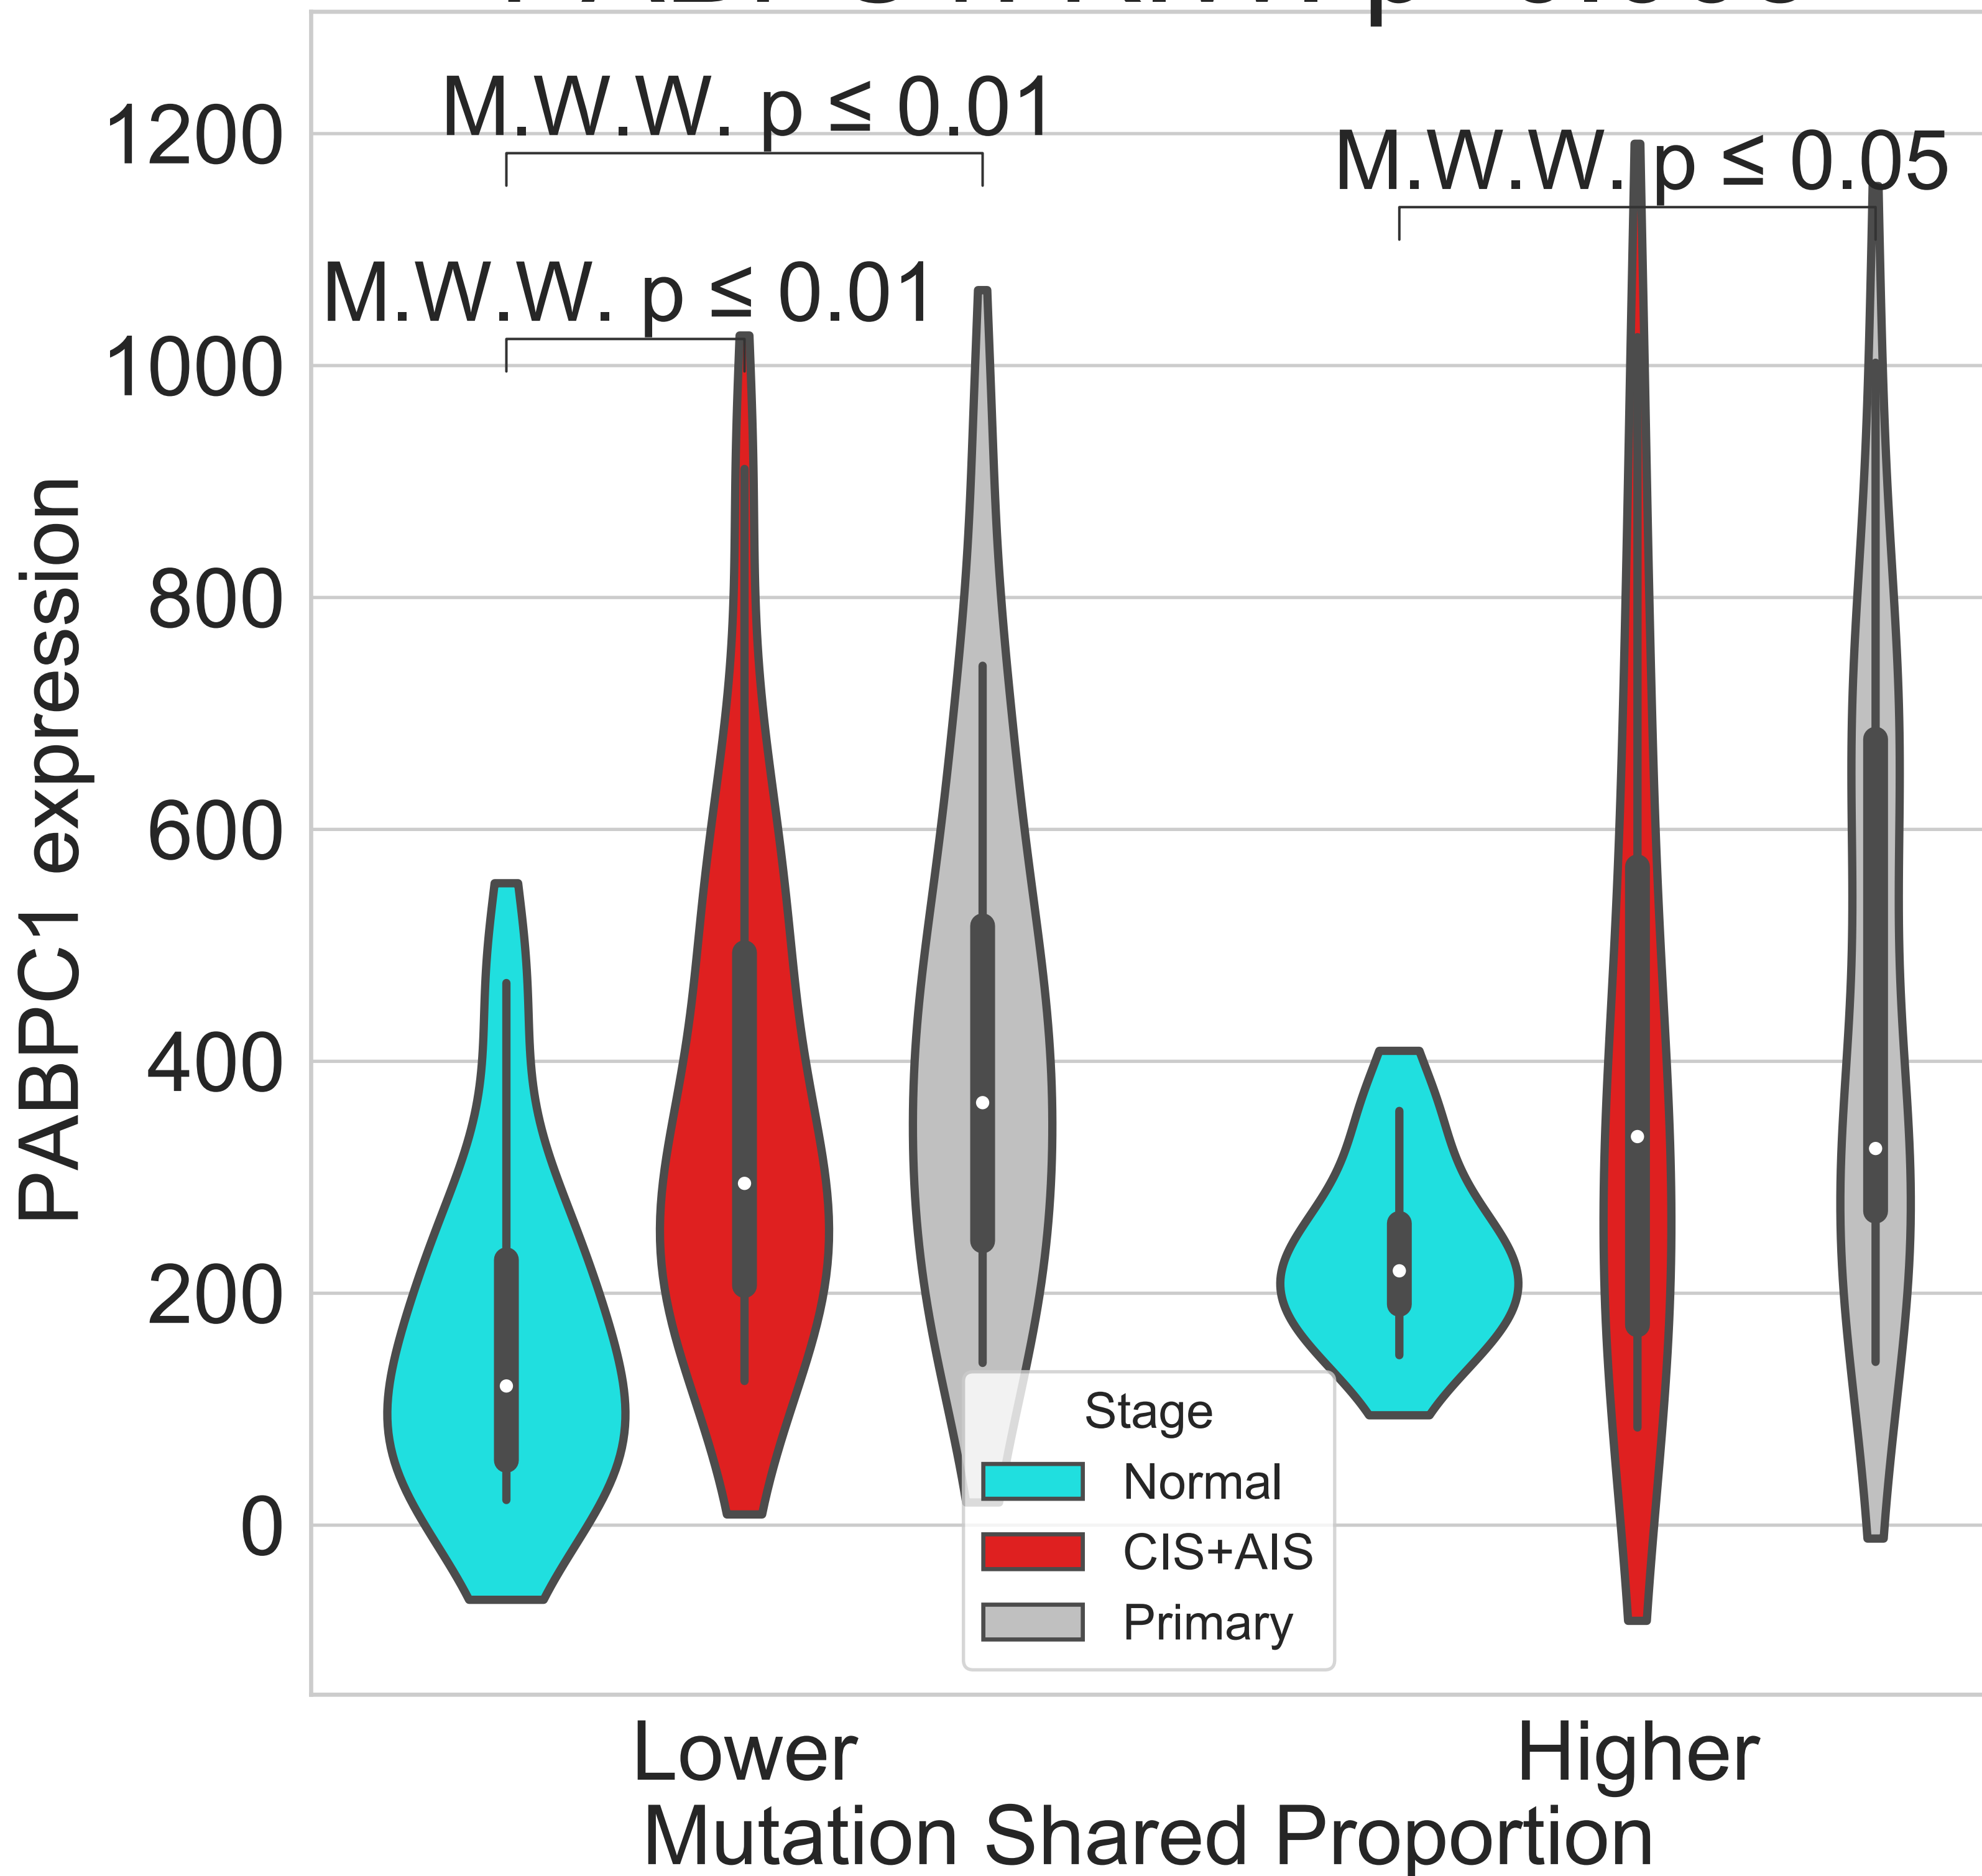 M.W.W. p ≤ 0.01
1200
M.W.W. p ≤ 0.05
M.W.W. p ≤ 0.01
1000
800
600
400
200
0
PABPC1 expression
Stage
Normal
CIS+AIS
Primary
Lower
Higher
Mutation Shared Proportion